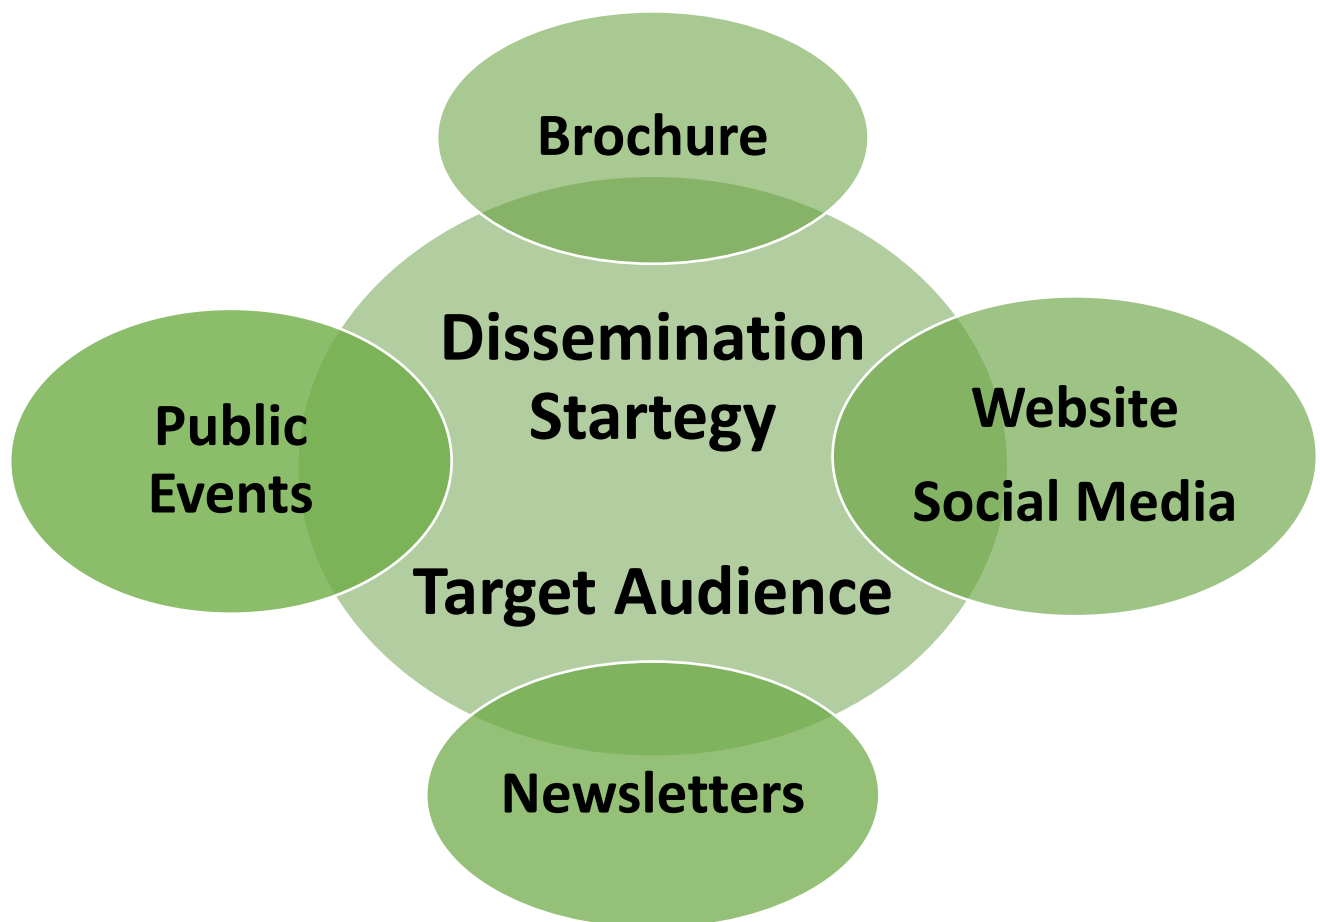 Brochure
Dissemination
Startegy
Public
Events
Website
Social Media
Target Audience
Newsletters